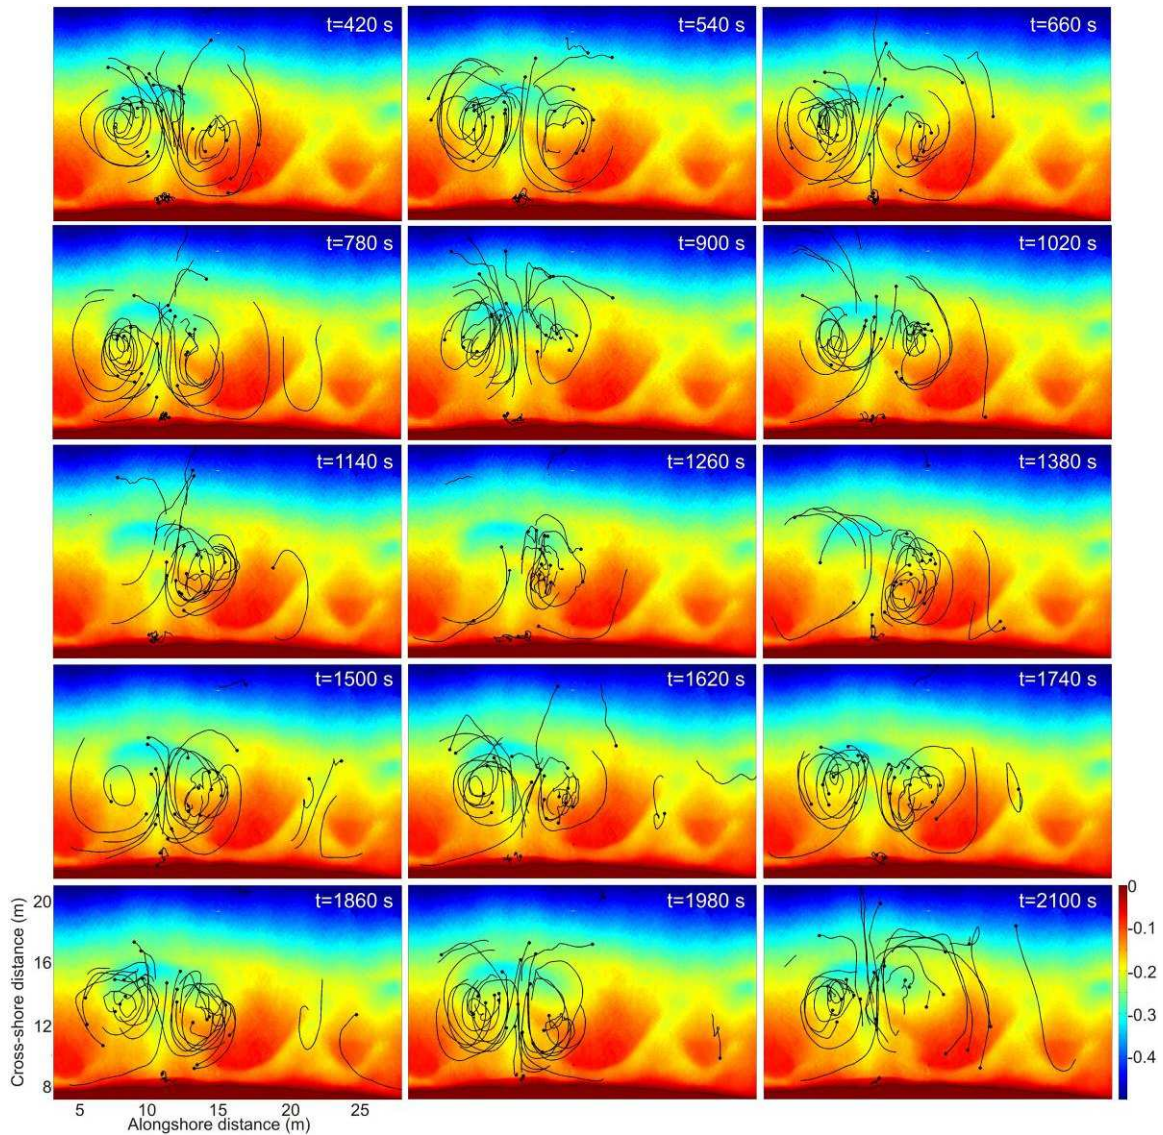 t=420 s
t=540 s
t=660 s
t=780 s
t=900 s
t=1020 s
t=1140 s
t=1260 s
t=1380 s
t=1500 s
t=1620 s
t=1740 s
t=1860 s
t=1980 s
t=2100 s
Cross-shore distance (m)
20
16
12
8
5 10 15 20 25
Alongshore distance (m)
0
-0.1
-0.2
-0.3
-0.4